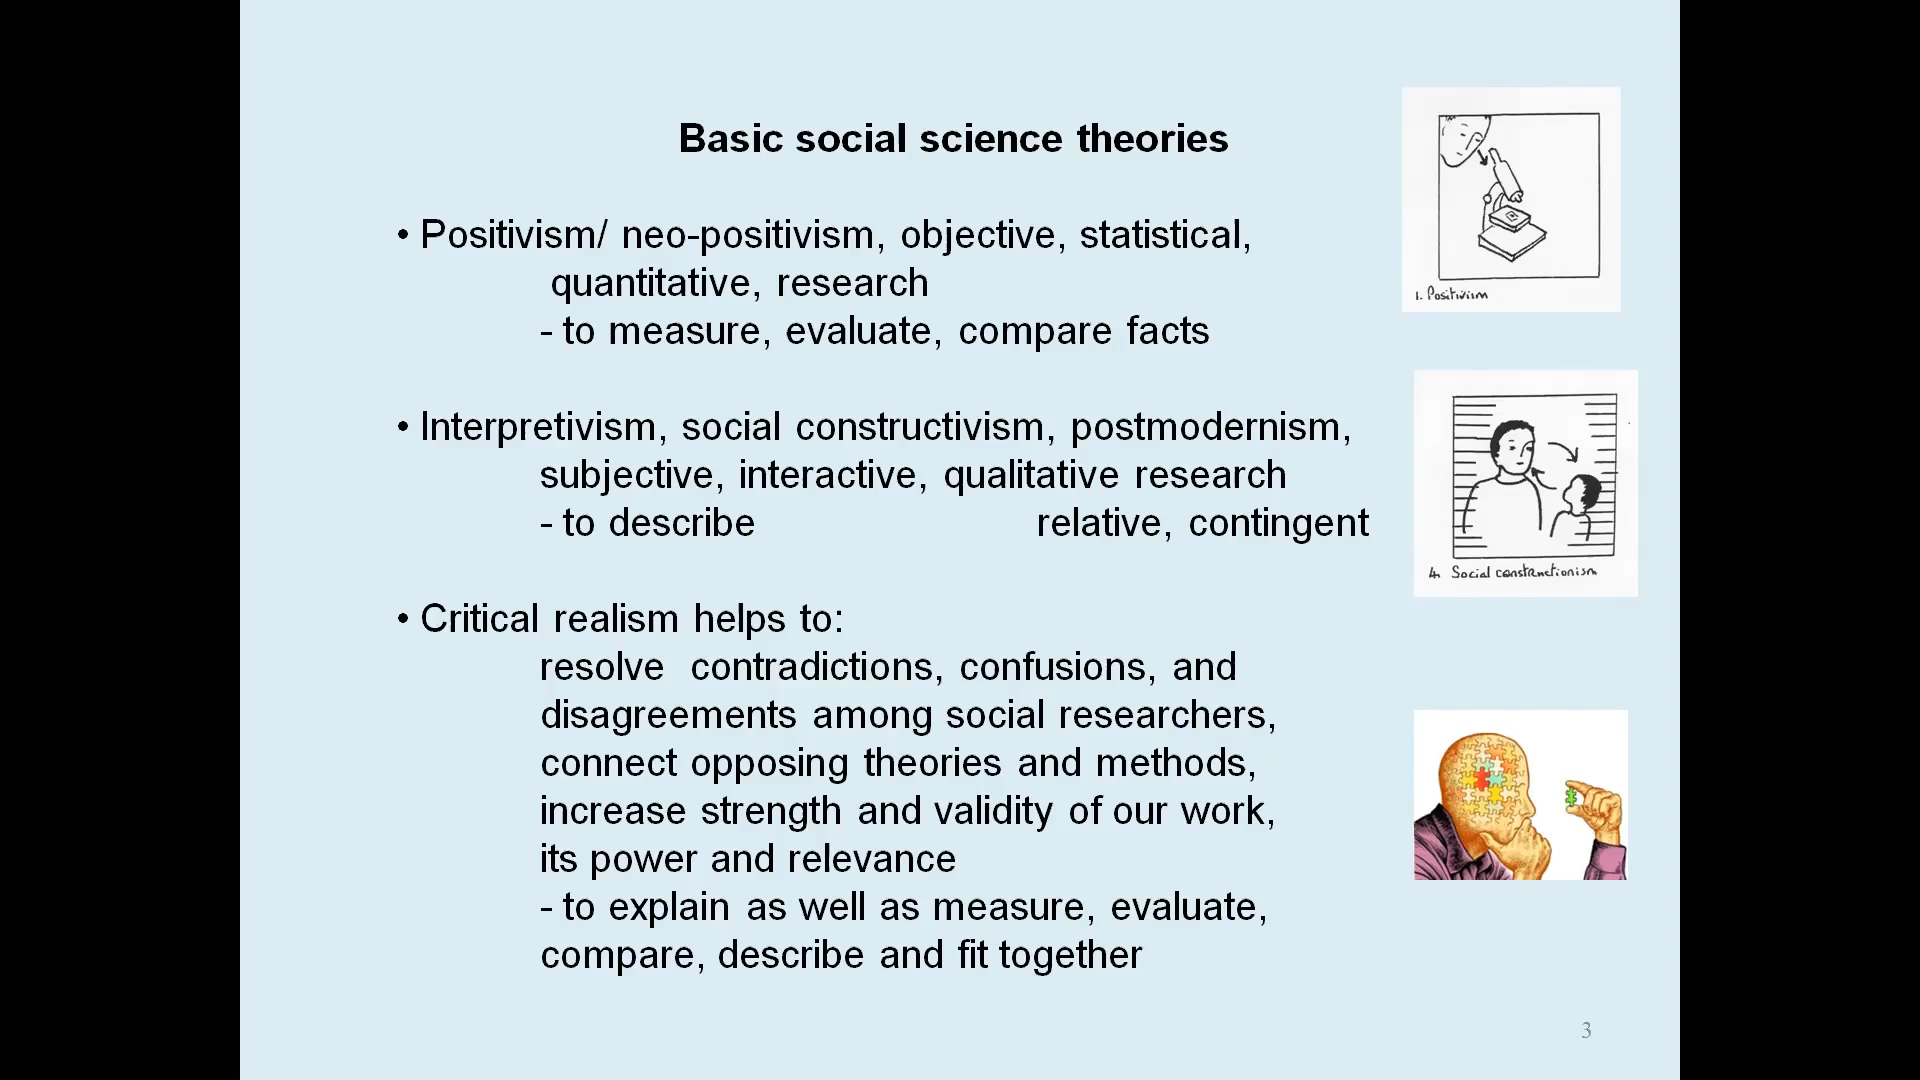 Basic social science theories
• Positivism/ neo-positivism, objective, statistical,
quantitative, research
- to measure, evaluate, compare facts
1. Positivism
• Interpretivism, social constructivism, postmodernism,
subjective, interactive, qualitative research
- to describe relative, contingent
4. Social constructionism
• Critical realism helps to:
resolve contradictions, confusions, and
disagreements among social researchers,
connect opposing theories and methods,
increase strength and validity of our work,
its power and relevance
- to explain as well as measure, evaluate,
compare, describe and fit together
3